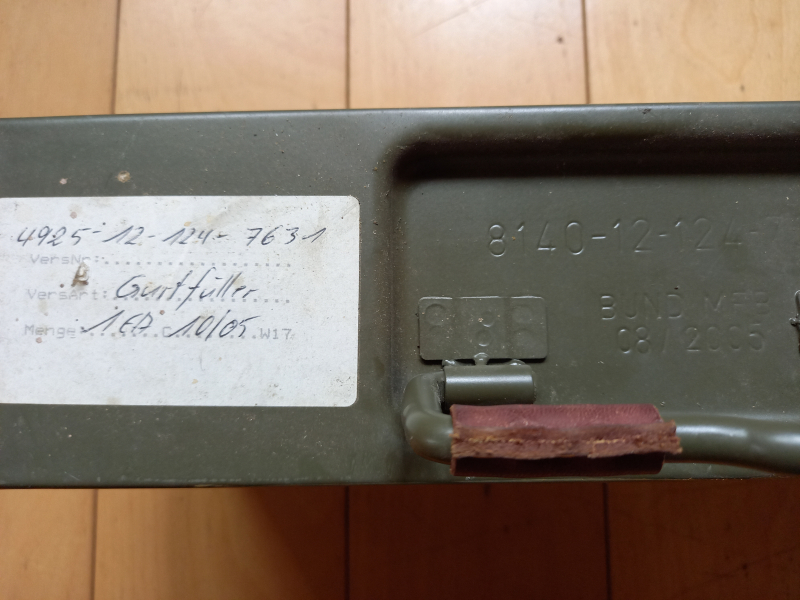 4925-12-124-7631
VersNr:
VersArt: Gurtfüller
Menge: 1 EA C 10/05 W17
8140-12-124-7
BUND MFB
08/2005